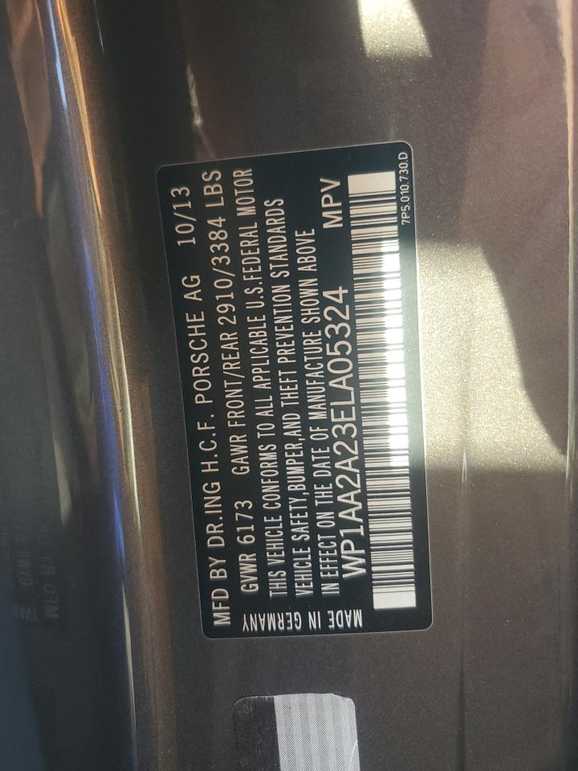 MFD BY DR.ING H.C.F. PORSCHE AG 10/13
GVWR 6173 GAWR FRONT/REAR 2910/3384 LBS
THIS VEHICLE CONFORMS TO ALL APPLICABLE U.S.FEDERAL MOTOR
VEHICLE SAFETY,BUMPER,AND THEFT PREVENTION STANDARDS
IN EFFECT ON THE DATE OF MANUFACTURE SHOWN ABOVE
WP1AA2A23ELA05324 MPV
MADE IN GERMANY
7P5.010.730.D